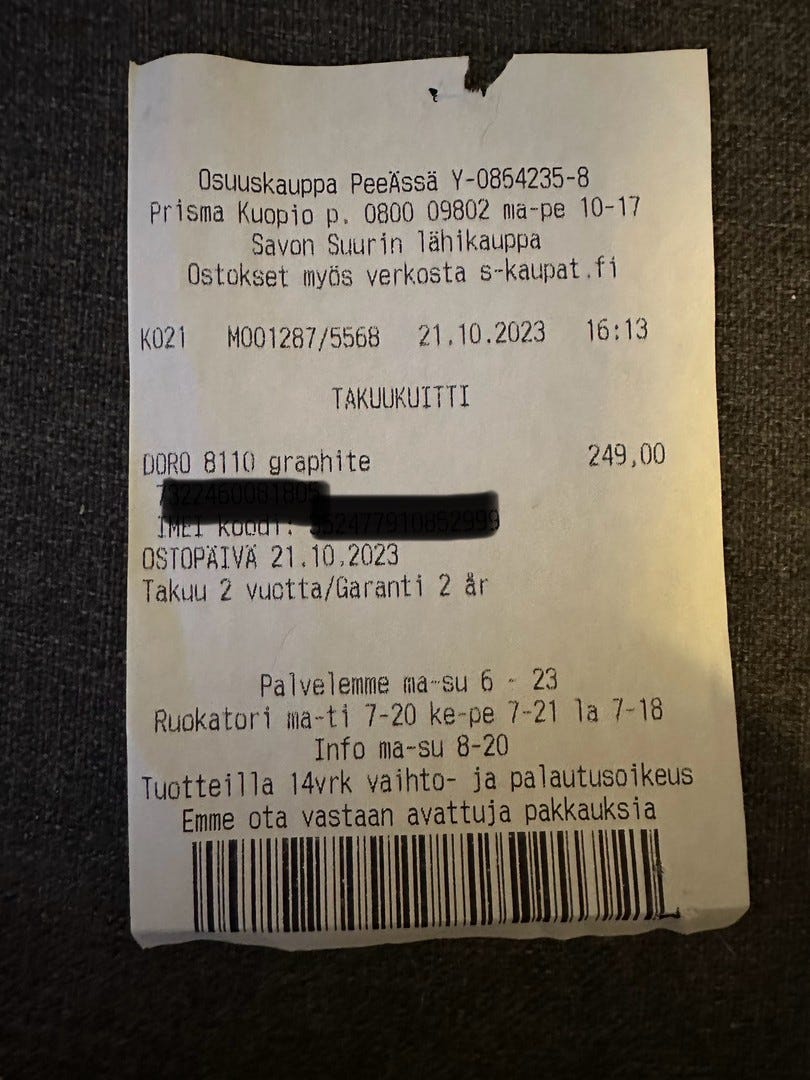 Osuuskauppa PeeÄssä Y-0864235-8
Prisma Kuopio p. 0800 09802 ma-pe 10-17
Savon Suurin lähikauppa
Ostokset myös verkosta s-kaupat.fi
K021 M001287/5568 21.10.2023 16:13
TAKUUKUITTI
DORO 8110 graphite 249,00
IMEI koodi:
OSTOPÄIVÄ 21.10.2023
Takuu 2 vuotta/Garanti 2 år
Palvelemme ma-su 6 - 23
Ruokatori ma-ti 7-20 ke-pe 7-21 la 7-18
Info ma-su 8-20
Tuotteilla 14vrk vaihto- ja palautusoikeus
Emme ota vastaan avattuja pakkauksia